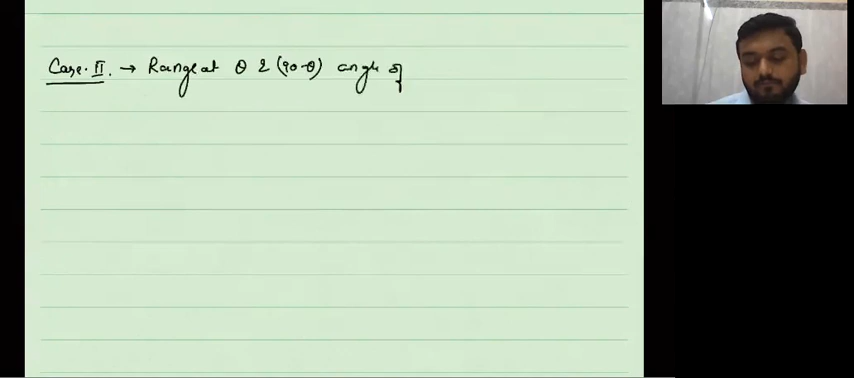 Case. II. → Range at θ & (90-θ) angle of